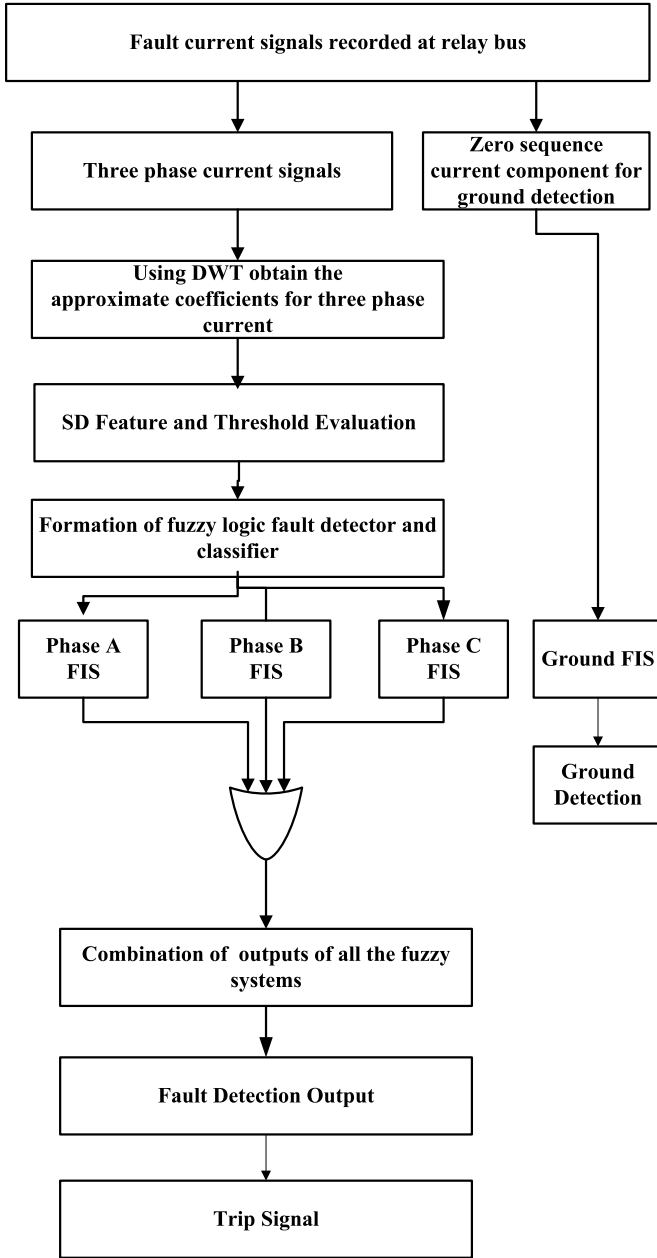 Fault current signals recorded at relay bus
Three phase current signals
Zero sequence
current component for
ground detection
Using DWT obtain the
approximate coefficients for three phase
current
SD Feature and Threshold Evaluation
Formation of fuzzy logic fault detector and
classifier
Phase A
FIS
Phase B
FIS
Phase C
FIS
Ground FIS
Ground
Detection
Combination of outputs of all the fuzzy
systems
Fault Detection Output
Trip Signal